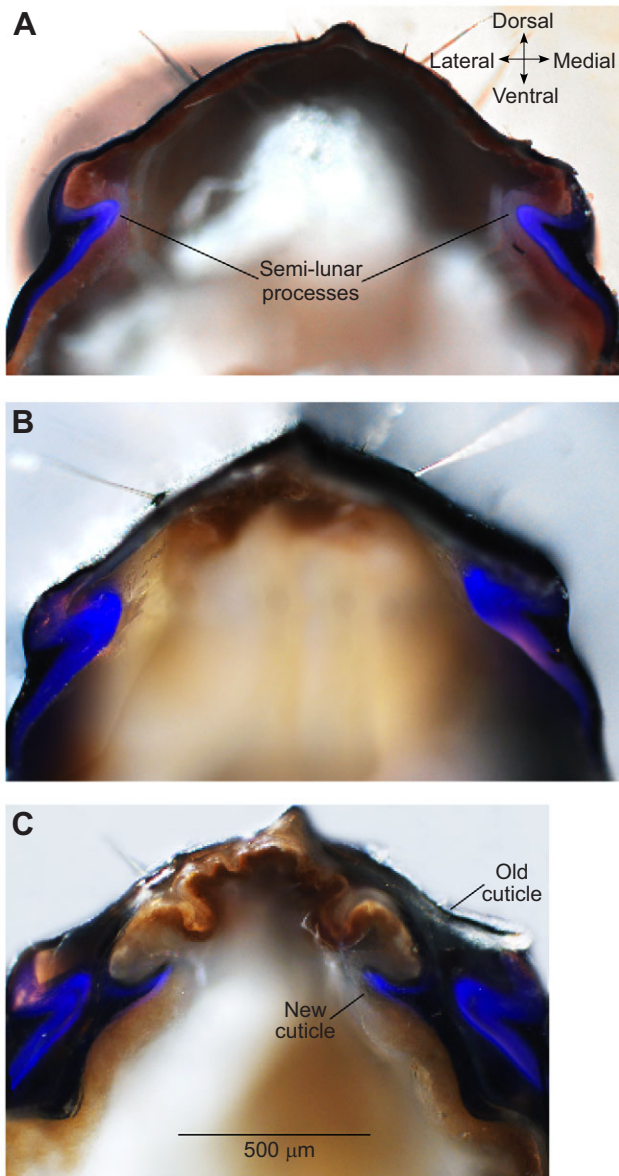 A
Dorsal
Lateral
Medial
Ventral
Semi-lunar
processes
B
C
Old
cuticle
New
cuticle
500 μm